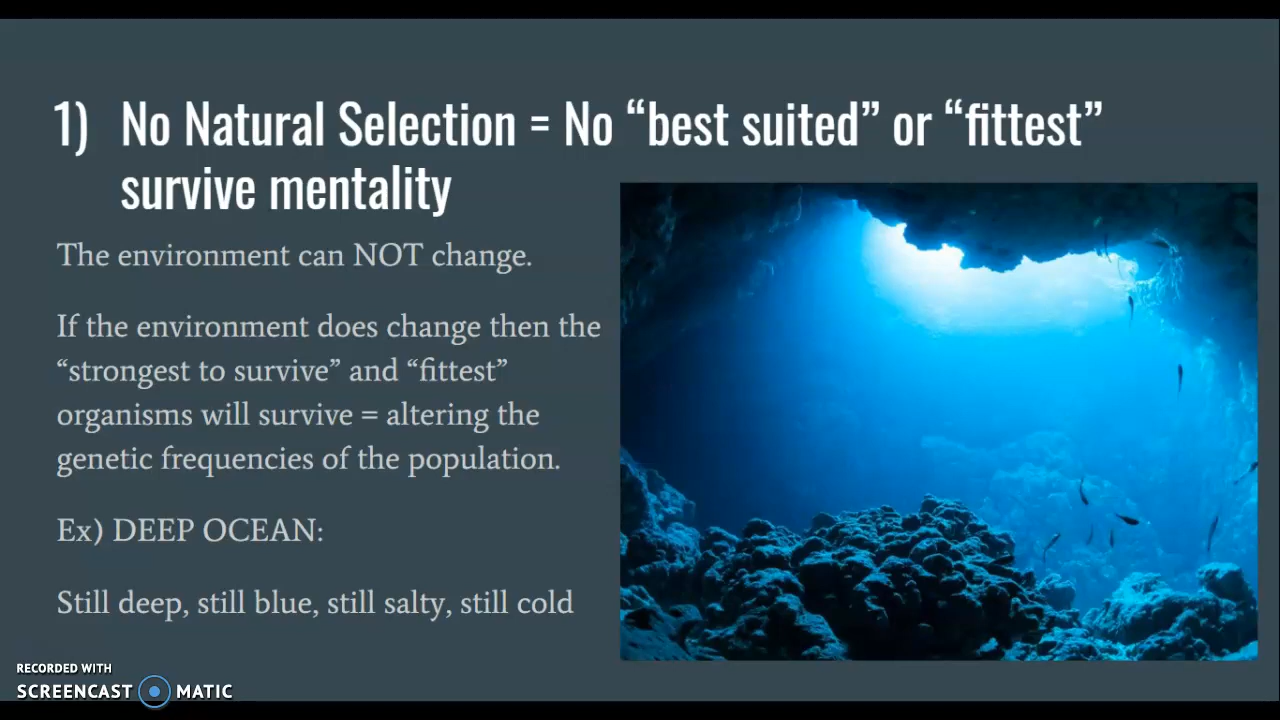 1) No Natural Selection = No “best suited” or “fittest”
survive mentality
The environment can NOT change.
If the environment does change then the
“strongest to survive” and “fittest”
organisms will survive = altering the
genetic frequencies of the population.
Ex) DEEP OCEAN:
Still deep, still blue, still salty, still cold
RECORDED WITH
SCREENCAST MATIC